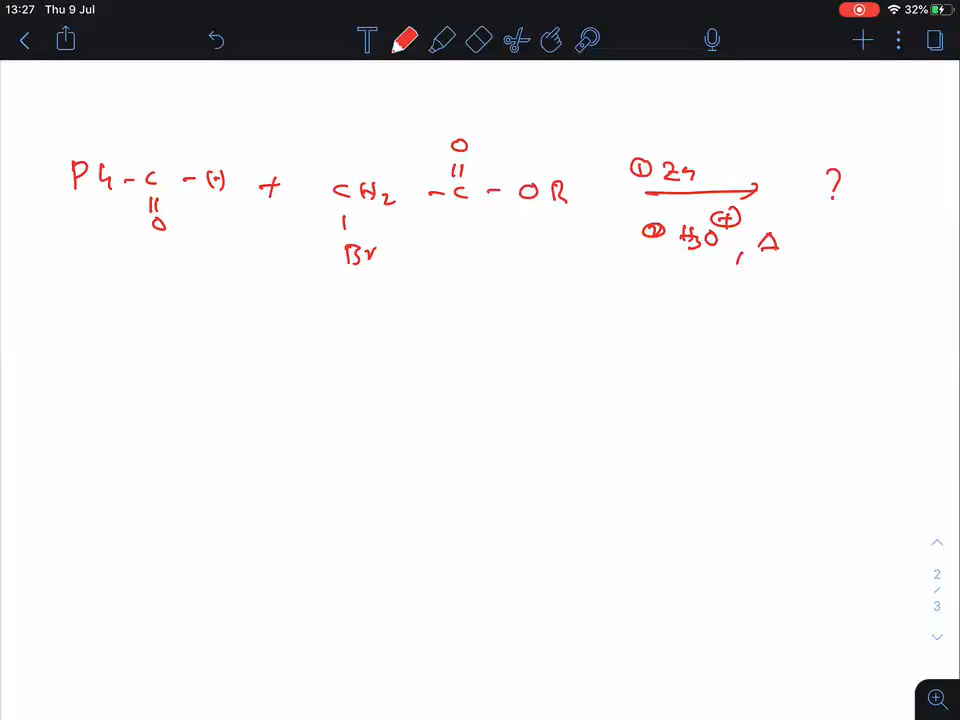 13:27 Thu 9 Jul 32%
T
O
Ph - C - H + CH2 - C - OR ① Zn ?
O Br ② H3O⊕, Δ
2
/
3